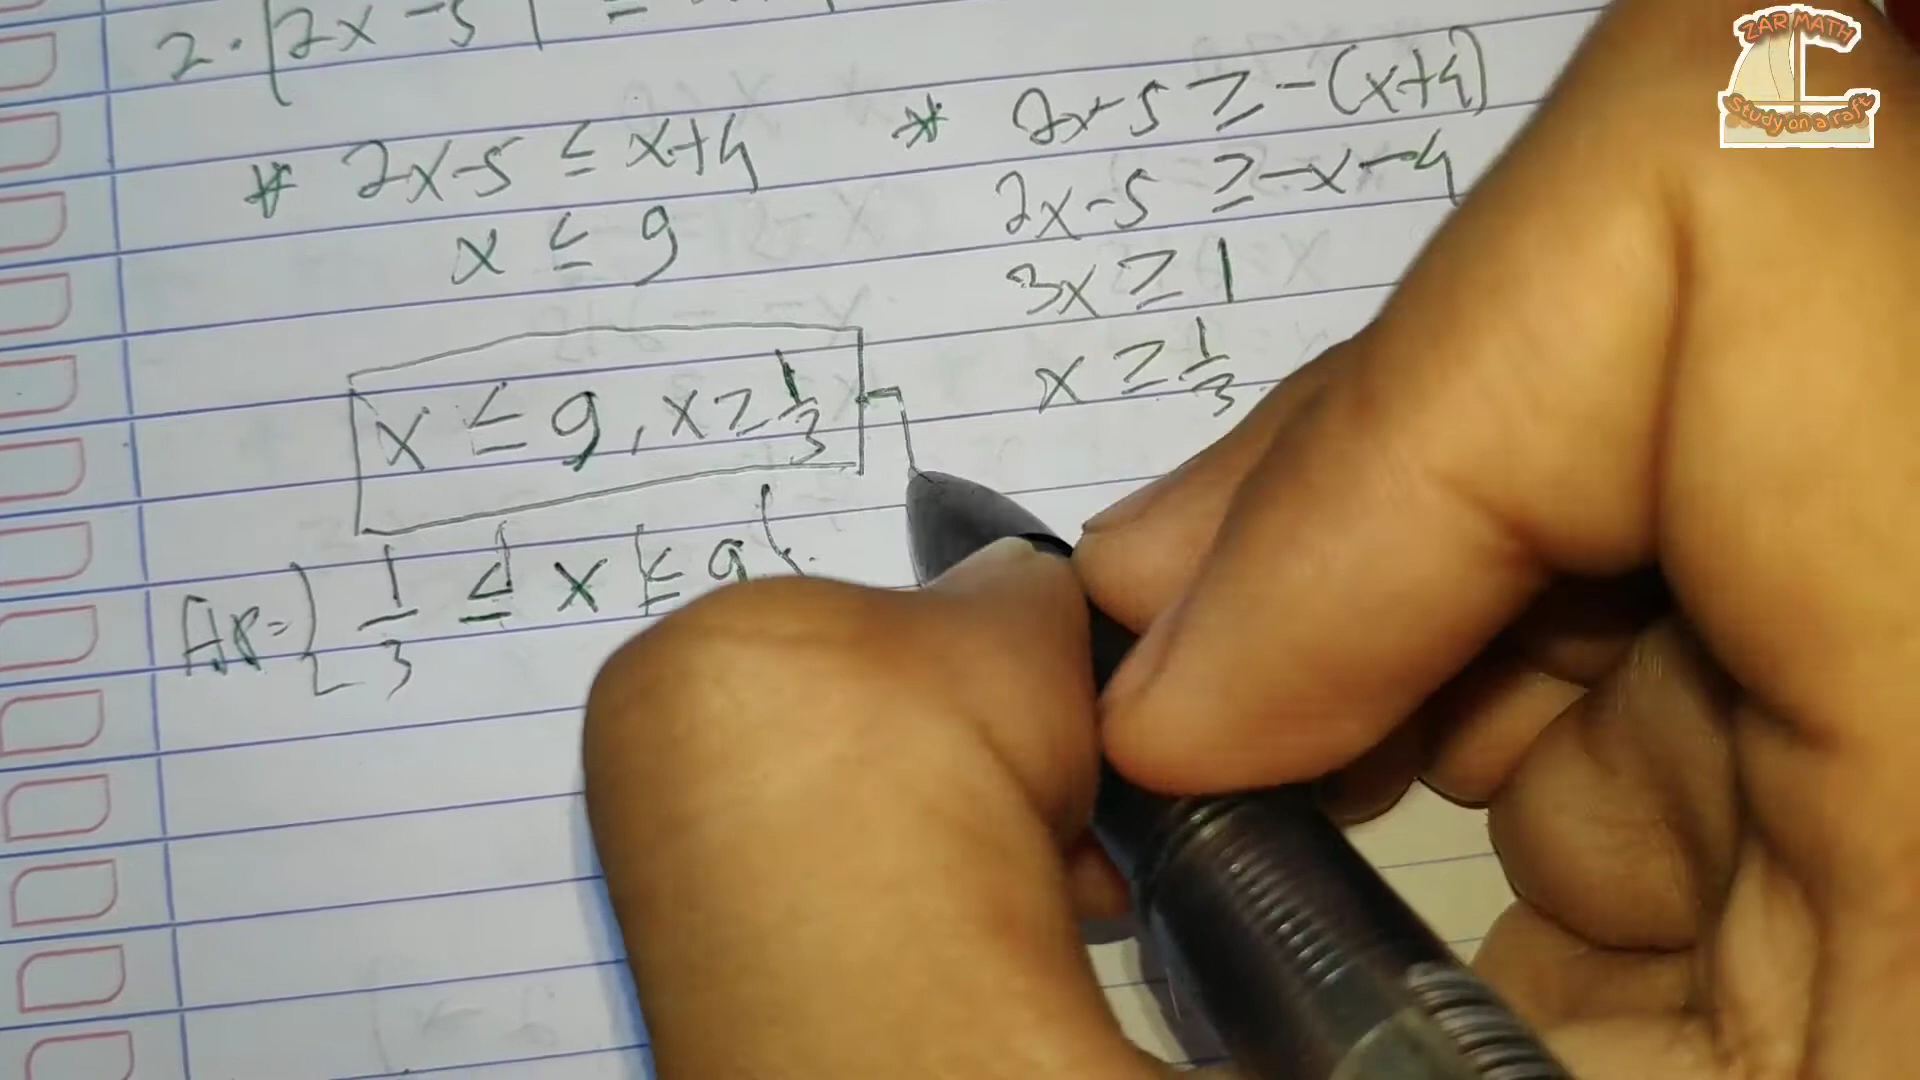 2·|2x-5|
* 2x-5 ≤ x+4
x ≤ 9
* 2x-5 ≥ -(x+4)
2x-5 ≥ -x-4
3x ≥ 1
x ≥ 1/3
x ≤ 9, x ≥ 1/3
1/3 ≤ x ≤ 9
ZAR MATH
Study on a raft